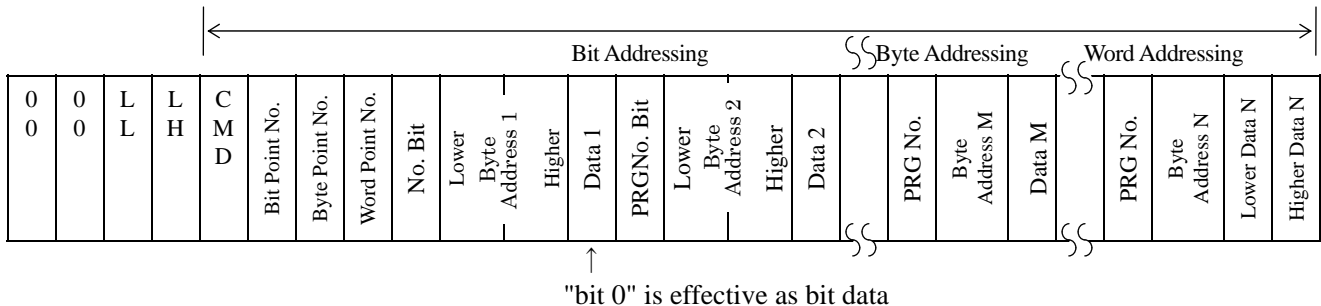 Bit Addressing
Byte Addressing
Word Addressing
0 0
0 0
L L
L H
C M D
Bit Point No.
Byte Point No.
Word Point No.
No. Bit
Lower
Byte
Address 1
Higher
Data 1
PRGNo. Bit
Lower
Byte
Address 2
Higher
Data 2
PRG No.
Byte
Address M
Data M
PRG No.
Byte
Address N
Lower Data N
Higher Data N
↑
"bit 0" is effective as bit data